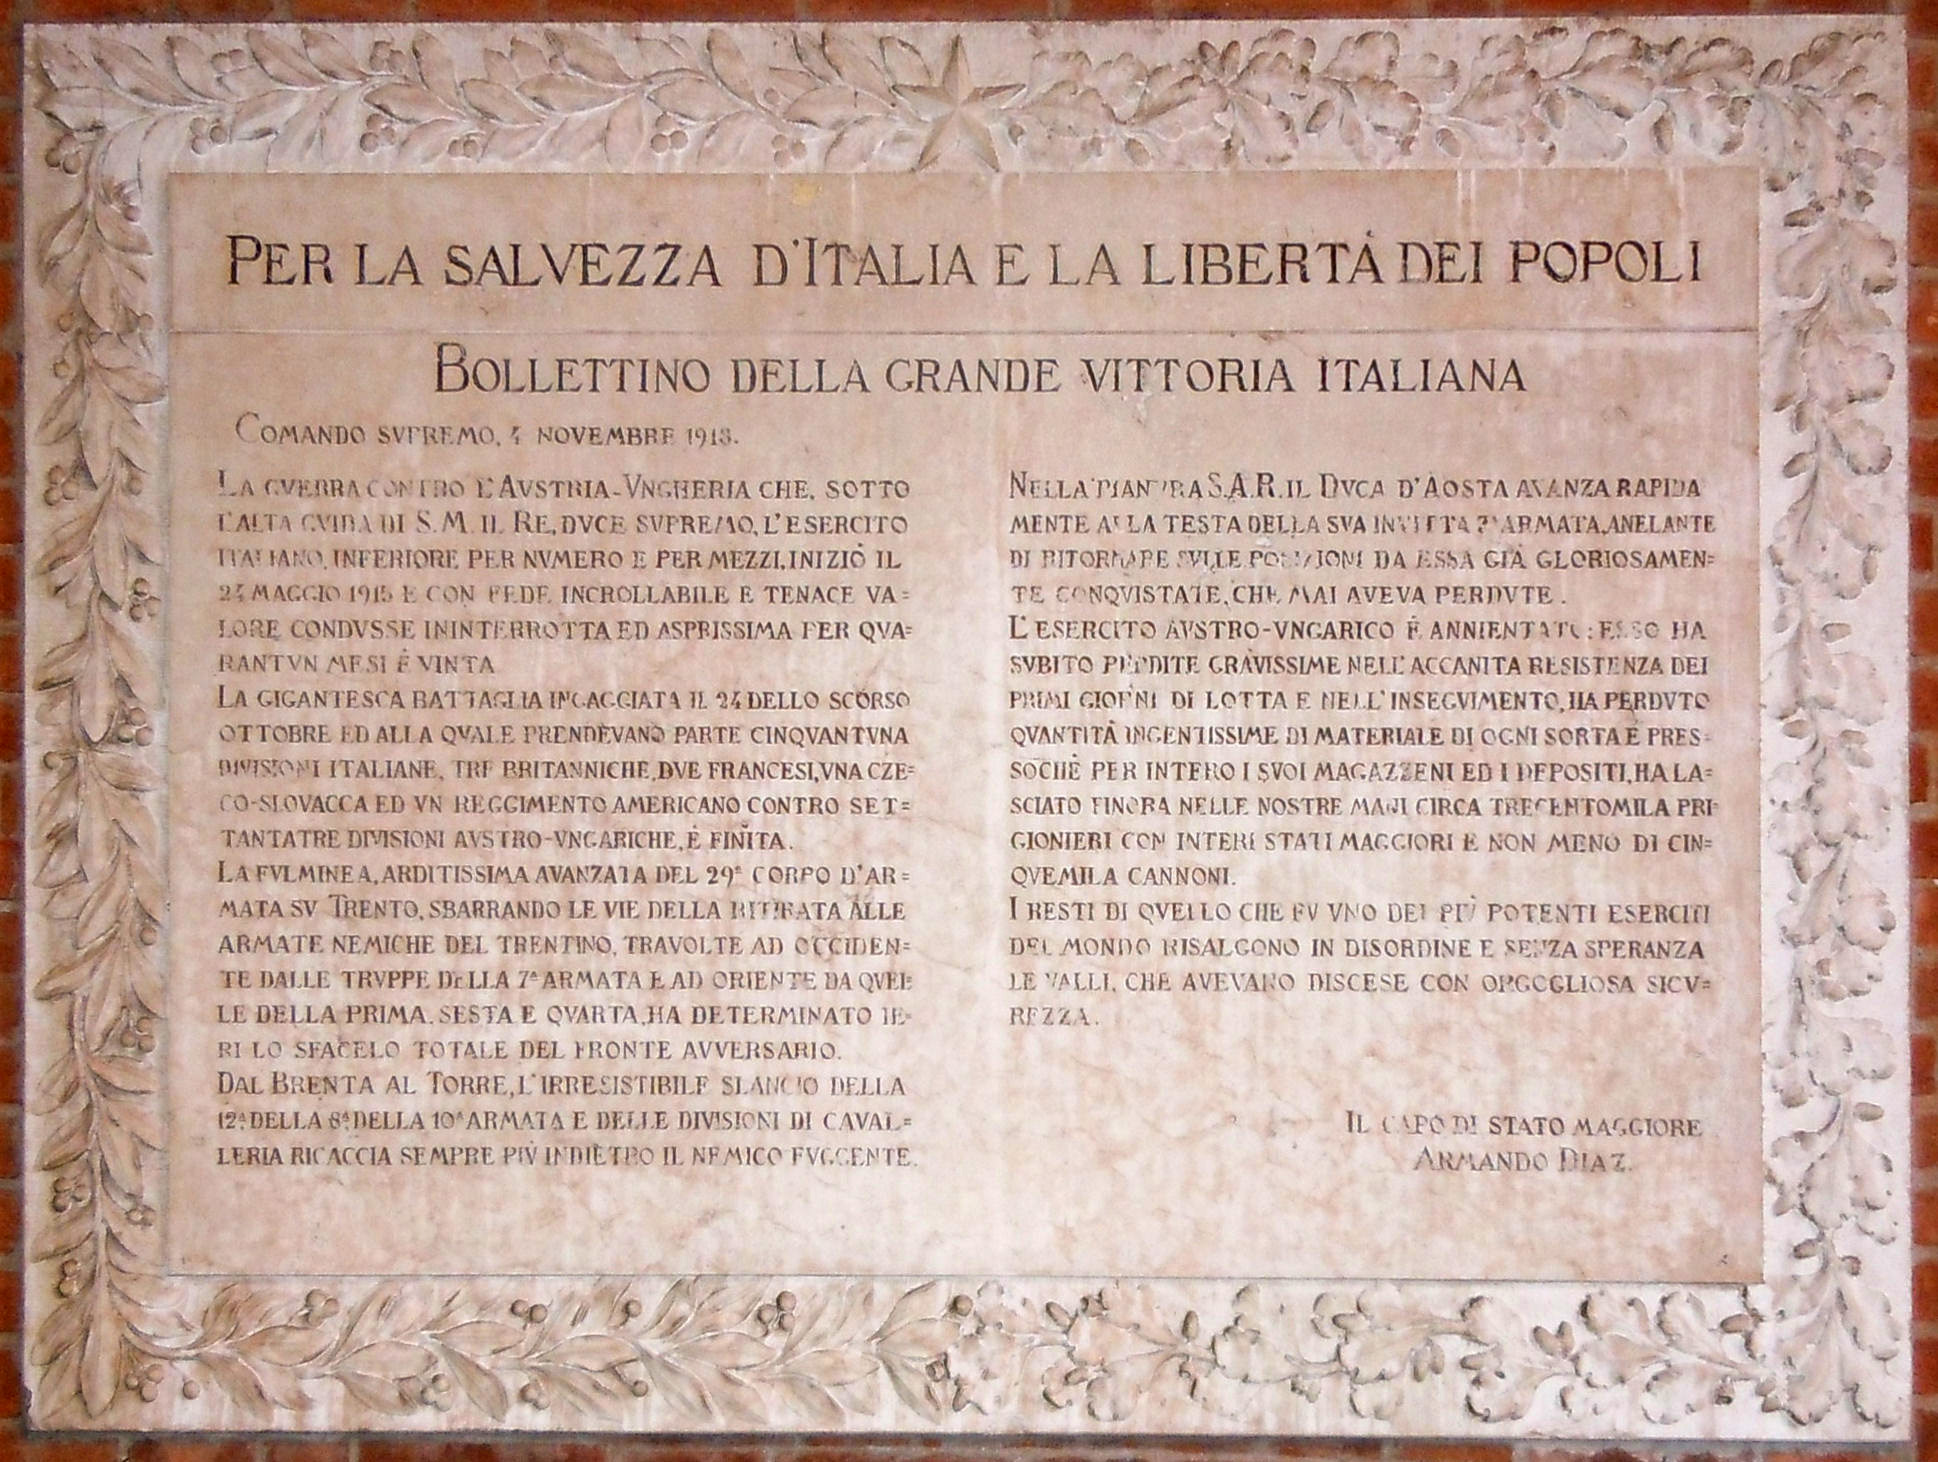 PER LA SALVEZZA D'ITALIA E LA LIBERTÀ DEI POPOLI
BOLLETTINO DELLA GRANDE VITTORIA ITALIANA
COMANDO SVPREMO, 4 NOVEMBRE 1918.
LA GVERRA CONTRO L'AVSTRIA-VNGHERIA CHE, SOTTO
L'ALTA GVIDA DI S.M. IL RE, DVCE SVPREMO, L'ESERCITO
ITALIANO, INFERIORE PER NVMERO E PER MEZZI, INIZIÒ IL
24 MAGGIO 1915 E CON FEDE INCROLLABILE E TENACE VA=
LORE CONDVSSE ININTERROTTA ED ASPRISSIMA PER QVA=
RANTVN MESI È VINTA
LA GIGANTESCA BATTAGLIA INGAGGIATA IL 24 DELLO SCORSO
OTTOBRE ED ALLA QVALE PRENDEVANO PARTE CINQVANTVNA
DIVISIONI ITALIANE, TRE BRITANNICHE, DVE FRANCESI, VNA CZE=
CO-SLOVACCA ED VN REGGIMENTO AMERICANO CONTRO SET=
TANTATRE DIVISIONI AVSTRO-VNGARICHE, È FINITA.
LA FVLMINEA, ARDITISSIMA AVANZATA DEL 29° CORPO D'AR=
MATA SV TRENTO, SBARRANDO LE VIE DELLA RITIRATA ALLE
ARMATE NEMICHE DEL TRENTINO, TRAVOLTE AD OCCIDEN=
TE DALLE TRVPPE DELLA 7ª ARMATA E AD ORIENTE DA QVEL=
LE DELLA PRIMA, SESTA E QVARTA, HA DETERMINATO IE=
RI LO SFACELO TOTALE DEL FRONTE AVVERSARIO.
DAL BRENTA AL TORRE, L'IRRESISTIBILE SLANCIO DELLA
12ª DELLA 8ª DELLA 10ª ARMATA E DELLE DIVISIONI DI CAVAL=
LERIA RICACCIA SEMPRE PIÙ INDIETRO IL NEMICO FVGGENTE.
NELLA PIANVRA S.A.R. IL DVCA D'AOSTA AVANZA RAPIDA
MENTE ALLA TESTA DELLA SVA INVITTA 3ª ARMATA, ANELANTE
DI RITORNARE SVLLE POSIZIONI DA ESSA GIÀ GLORIOSAMEN=
TE CONQVISTATE, CHE MAI AVEVA PERDVTE.
L'ESERCITO AVSTRO-VNGARICO È ANNIENTATO: ESSO HA
SVBITO PERDITE GRAVISSIME NELL'ACCANITA RESISTENZA DEI
PRIMI GIORNI DI LOTTA E NELL'INSEGVIMENTO, HA PERDVTO
QVANTITÀ INGENTISSIME DI MATERIALE DI OGNI SORTA E PRES=
SOCHÈ PER INTERO I SVOI MAGAZZENI ED I DEPOSITI, HA LA=
SCIATO FINORA NELLE NOSTRE MANI CIRCA TRECENTOMILA PRI=
GIONIERI CON INTERI STATI MAGGIORI E NON MENO DI CIN=
QVEMILA CANNONI.
I RESTI DI QVELLO CHE FV VNO DEI PIÙ POTENTI ESERCITI
DEL MONDO RISALGONO IN DISORDINE E SENZA SPERANZA
LE VALLI, CHE AVEVANO DISCESE CON ORGOGLIOSA SICV=
REZZA.
IL CAPO DI STATO MAGGIORE
ARMANDO DIAZ.